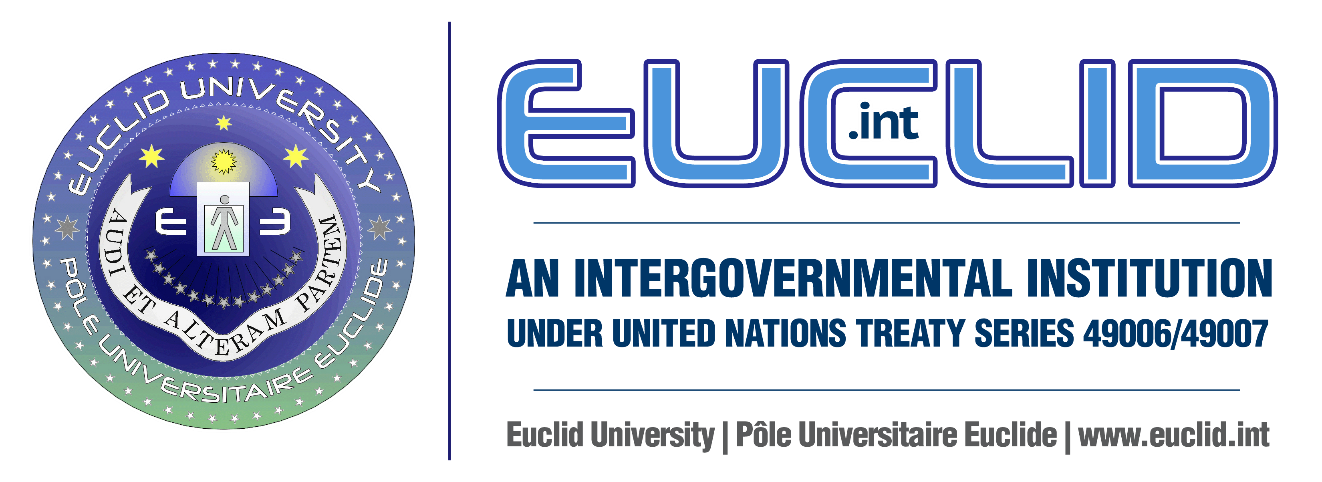 EUCLID UNIVERSITY
E E
AUDI ET ALTERAM PARTEM
PÔLE UNIVERSITAIRE EUCLIDE
EUCLID
.int
AN INTERGOVERNMENTAL INSTITUTION
UNDER UNITED NATIONS TREATY SERIES 49006/49007
Euclid University | Pôle Universitaire Euclide | www.euclid.int